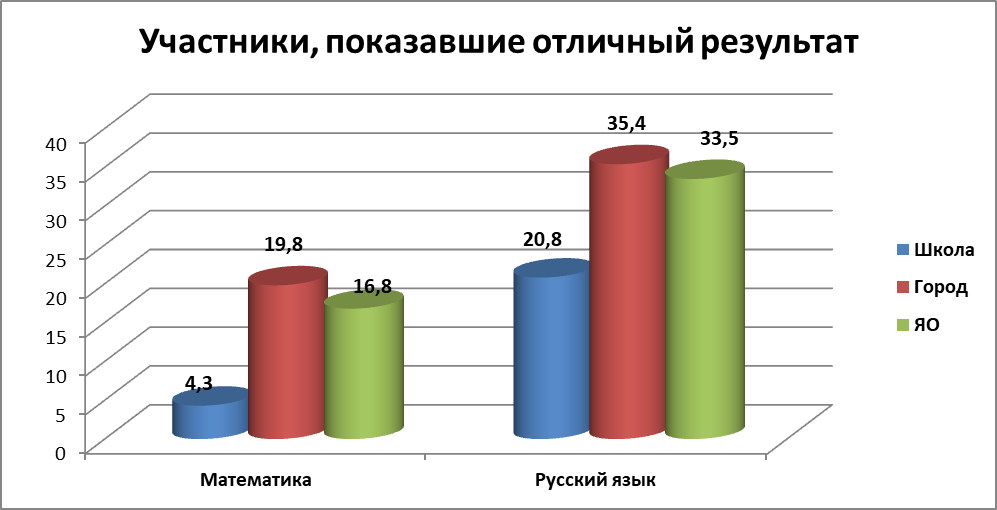 Участники, показавшие отличный результат
40
35
30
25
20
15
10
5
0
4,3
19,8
16,8
20,8
35,4
33,5
Математика
Русский язык
Школа
Город
ЯО